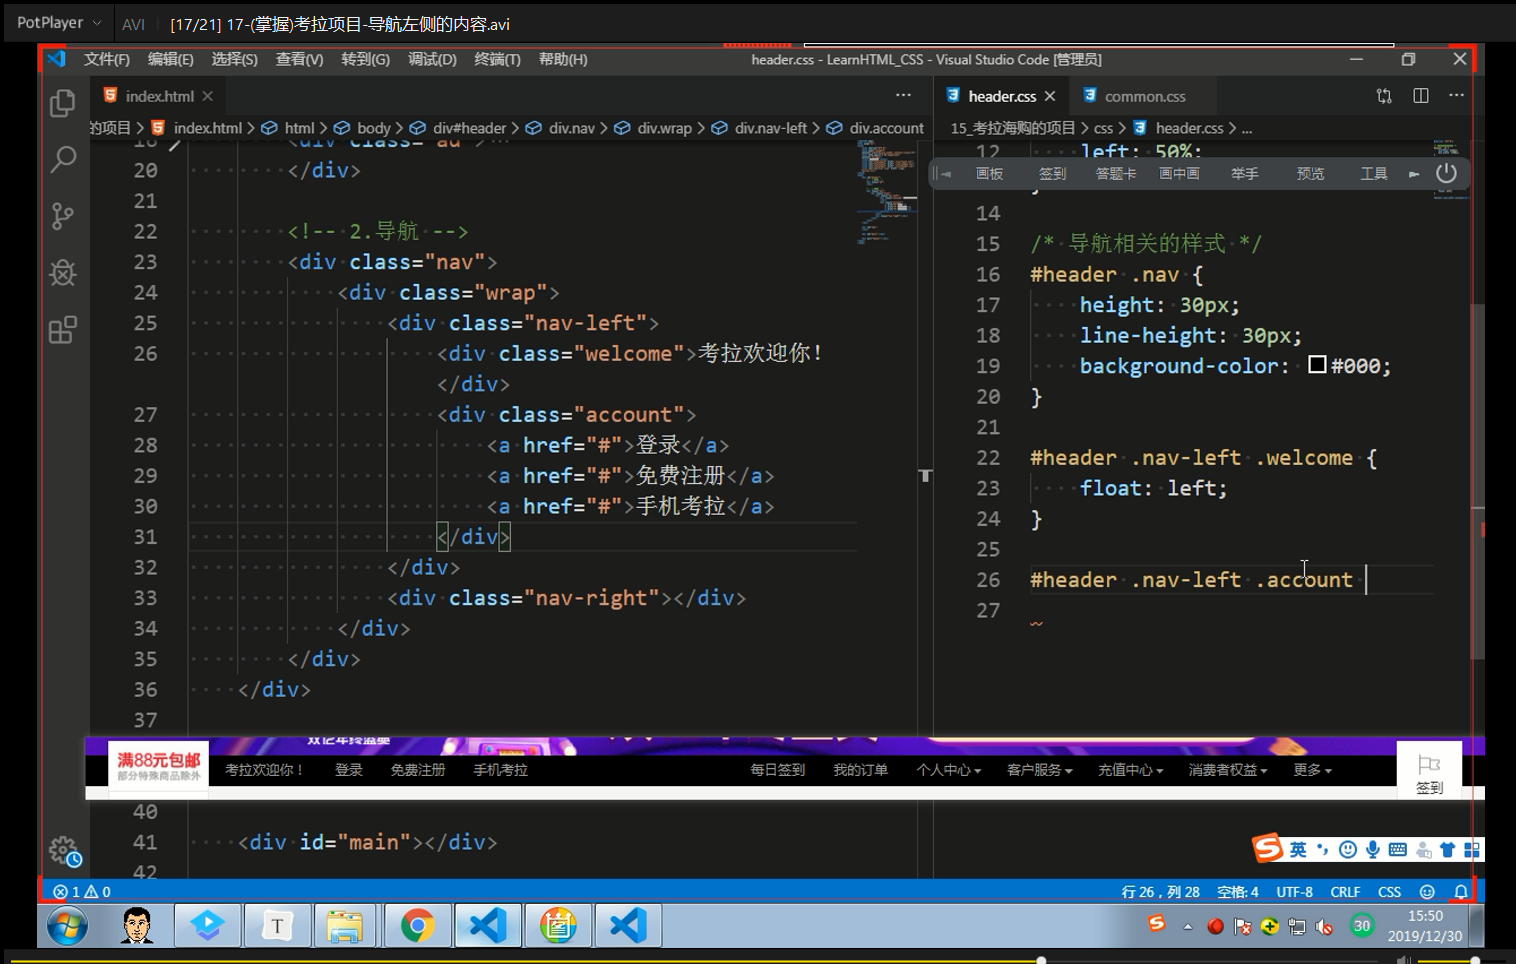 PotPlayer AVI [17/21] 17-(掌握)考拉项目-导航左侧的内容.avi
文件(F) 编辑(E) 选择(S) 查看(V) 转到(G) 调试(D) 终端(T) 帮助(H) header.css - LearnHTML_CSS - Visual Studio Code [管理员]
index.html
header.css common.css
的项目 > index.html > html > body > div#header > div.nav > div.wrap > div.nav-left > div.account
15_考拉海购的项目 > css > header.css > ...
画板 签到 答题卡 画中画 举手 预览 工具
18 <div class="ad">
20 </div>
21
22 <!-- 2.导航 -->
23 <div class="nav">
24 <div class="wrap">
25 <div class="nav-left">
26 <div class="welcome">考拉欢迎你!
</div>
27 <div class="account">
28 <a href="#">登录</a>
29 <a href="#">免费注册</a>
30 <a href="#">手机考拉</a>
31 </div>
32 </div>
33 <div class="nav-right"></div>
34 </div>
35 </div>
36 </div>
37
40
41 <div id="main"></div>
42
12 left: 50%;
14
15 /* 导航相关的样式 */
16 #header .nav {
17 height: 30px;
18 line-height: 30px;
19 background-color: #000;
20 }
21
22 #header .nav-left .welcome {
23 float: left;
24 }
25
26 #header .nav-left .account
27
满88元包邮
部分特殊商品除外
考拉欢迎你! 登录 免费注册 手机考拉 每日签到 我的订单 个人中心 客户服务 充值中心 消费者权益 更多
签到
英
1 0 行 26，列 28 空格: 4 UTF-8 CRLF CSS
T
30
15:50
2019/12/30